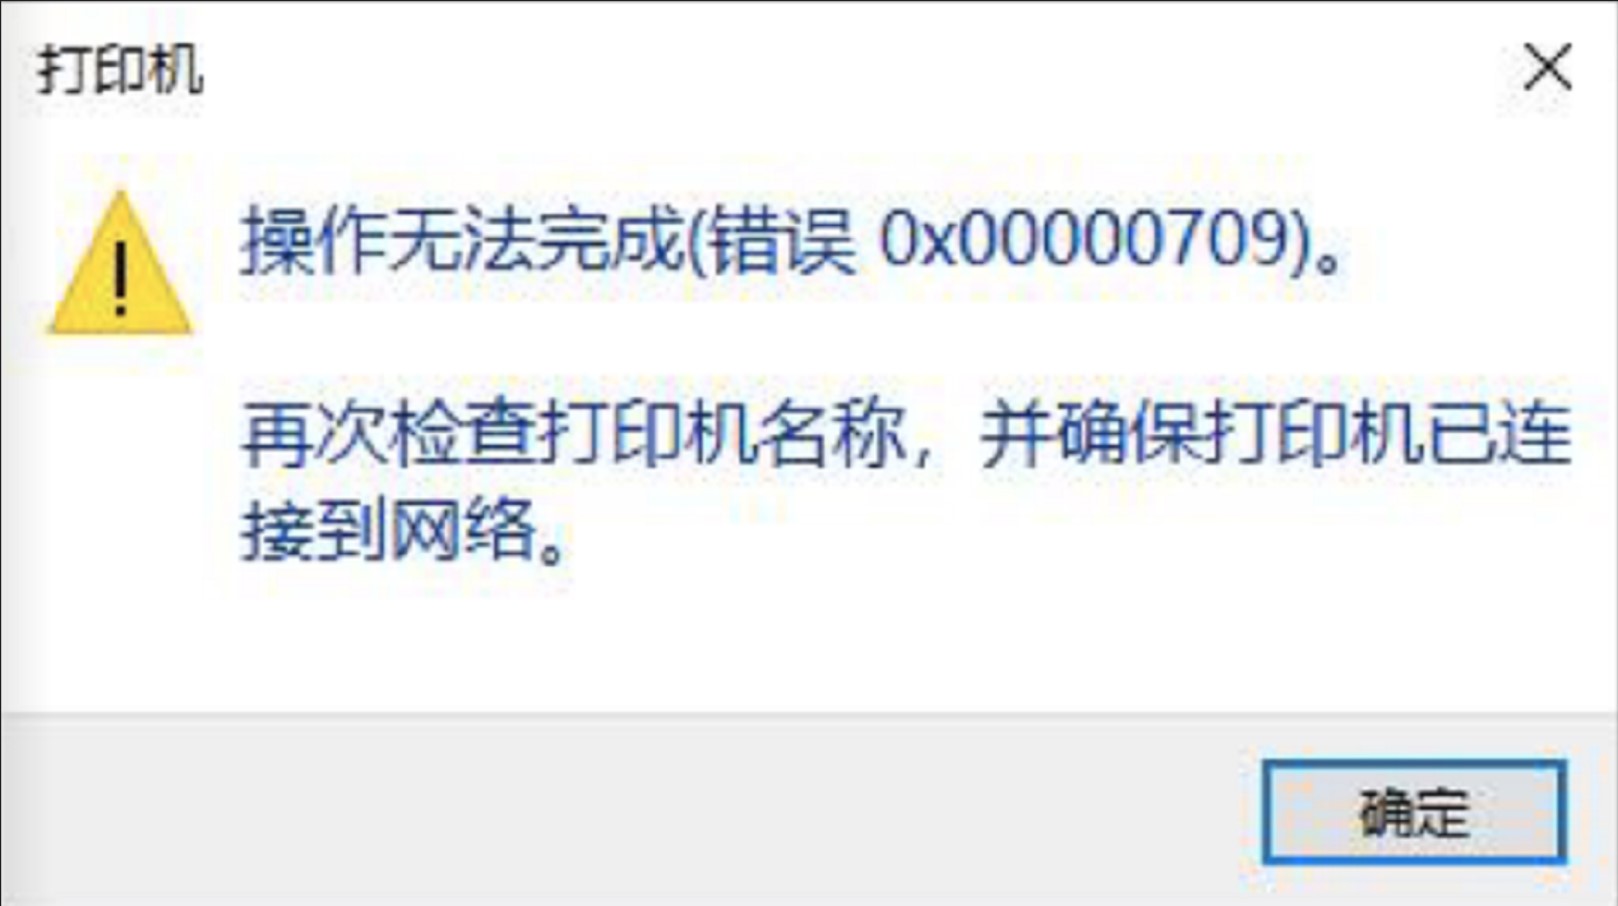 打印机
操作无法完成(错误 0x00000709)。
再次检查打印机名称，并确保打印机已连
接到网络。
确定